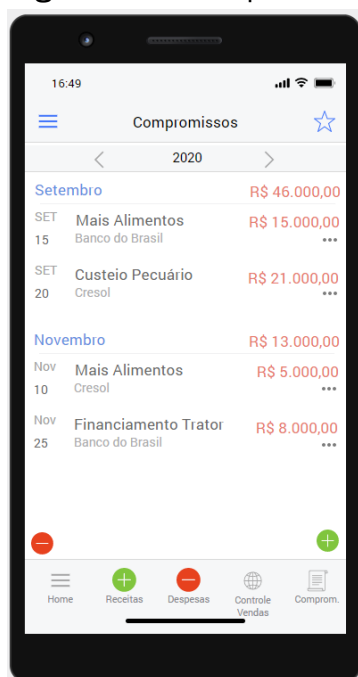 16:49
Compromissos
2020
Setembro R$ 46.000,00
SET Mais Alimentos R$ 15.000,00
15 Banco do Brasil
SET Custeio Pecuário R$ 21.000,00
20 Cresol
Novembro R$ 13.000,00
Nov Mais Alimentos R$ 5.000,00
10 Cresol
Nov Financiamento Trator R$ 8.000,00
25 Banco do Brasil
Home Receitas Despesas Controle Vendas Comprom.